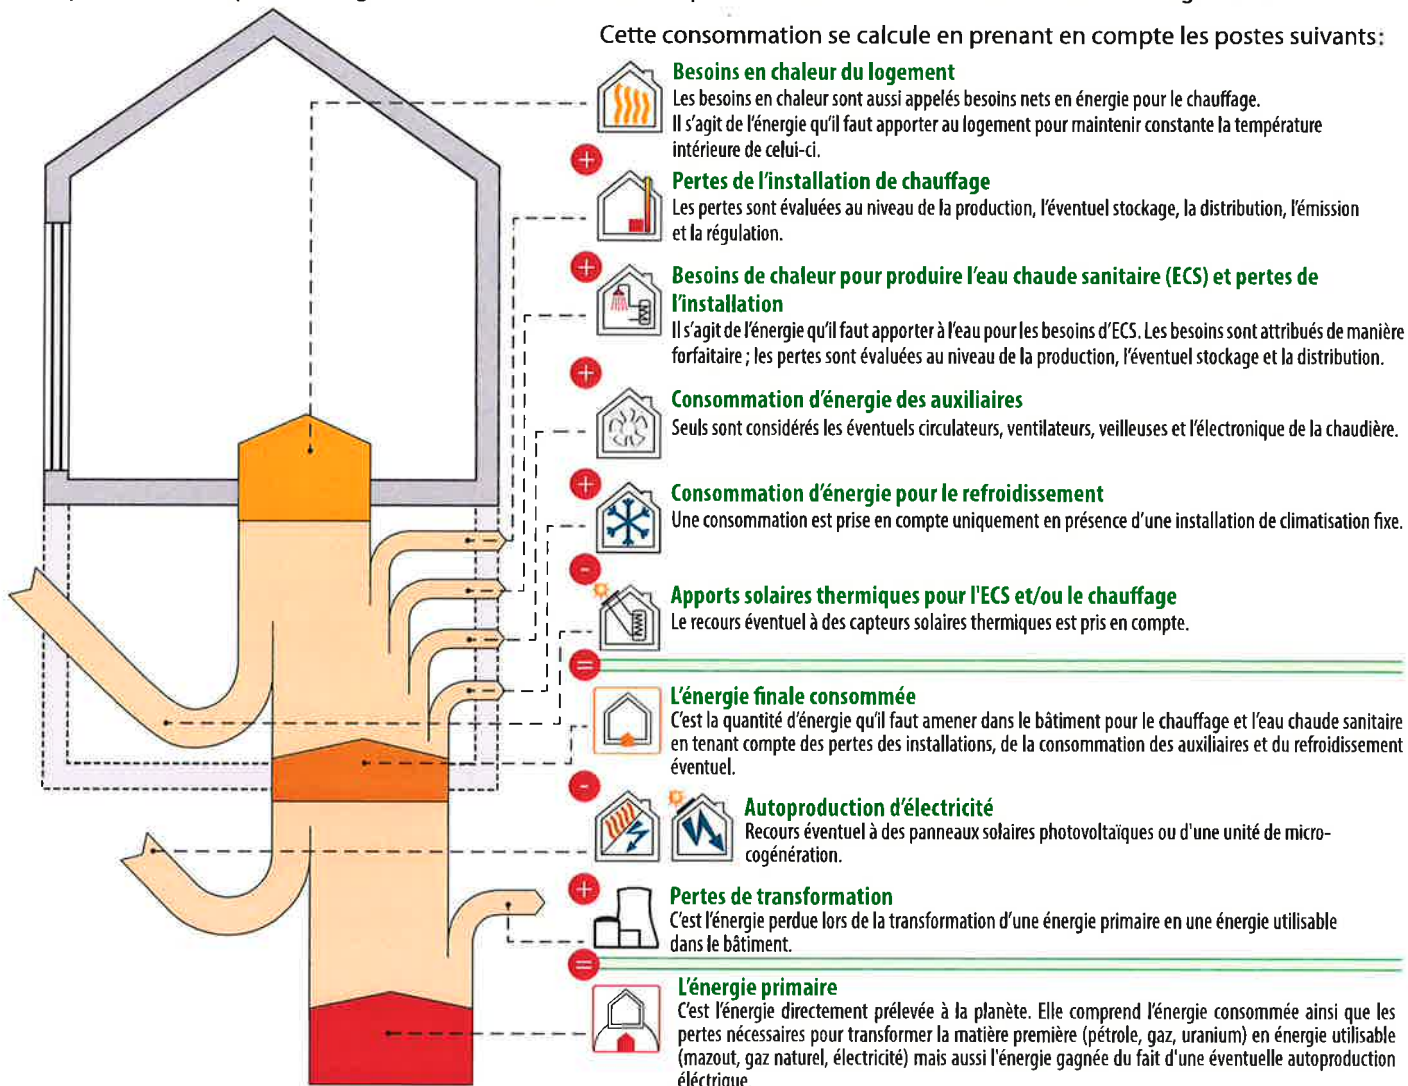 Cette consommation se calcule en prenant en compte les postes suivants:
Besoins en chaleur du logement
Les besoins en chaleur sont aussi appelés besoins nets en énergie pour le chauffage.
Il s'agit de l'énergie qu'il faut apporter au logement pour maintenir constante la température
intérieure de celui-ci.
+
Pertes de l'installation de chauffage
Les pertes sont évaluées au niveau de la production, l'éventuel stockage, la distribution, l'émission
et la régulation.
+
Besoins de chaleur pour produire l'eau chaude sanitaire (ECS) et pertes de
l'installation
Il s'agit de l'énergie qu'il faut apporter à l'eau pour les besoins d'ECS. Les besoins sont attribués de manière
forfaitaire ; les pertes sont évaluées au niveau de la production, l'éventuel stockage et la distribution.
+
Consommation d'énergie des auxiliaires
Seuls sont considérés les éventuels circulateurs, ventilateurs, veilleuses et l'électronique de la chaudière.
+
Consommation d'énergie pour le refroidissement
Une consommation est prise en compte uniquement en présence d'une installation de climatisation fixe.
-
Apports solaires thermiques pour l'ECS et/ou le chauffage
Le recours éventuel à des capteurs solaires thermiques est pris en compte.
=
L'énergie finale consommée
C'est la quantité d'énergie qu'il faut amener dans le bâtiment pour le chauffage et l'eau chaude sanitaire
en tenant compte des pertes des installations, de la consommation des auxiliaires et du refroidissement
éventuel.
-
Autoproduction d'électricité
Recours éventuel à des panneaux solaires photovoltaïques ou d'une unité de micro-
cogénération.
+
Pertes de transformation
C'est l'énergie perdue lors de la transformation d'une énergie primaire en une énergie utilisable
dans le bâtiment.
=
L'énergie primaire
C'est l'énergie directement prélevée à la planète. Elle comprend l'énergie consommée ainsi que les
pertes nécessaires pour transformer la matière première (pétrole, gaz, uranium) en énergie utilisable
(mazout, gaz naturel, électricité) mais aussi l'énergie gagnée du fait d'une éventuelle autoproduction
éléctrique